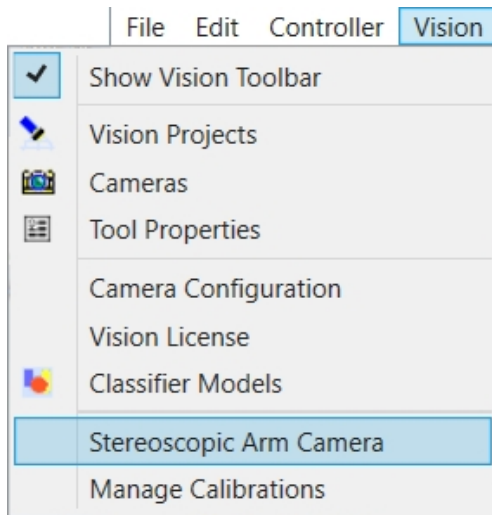 File Edit Controller Vision
Show Vision Toolbar
Vision Projects
Cameras
Tool Properties
Camera Configuration
Vision License
Classifier Models
Stereoscopic Arm Camera
Manage Calibrations